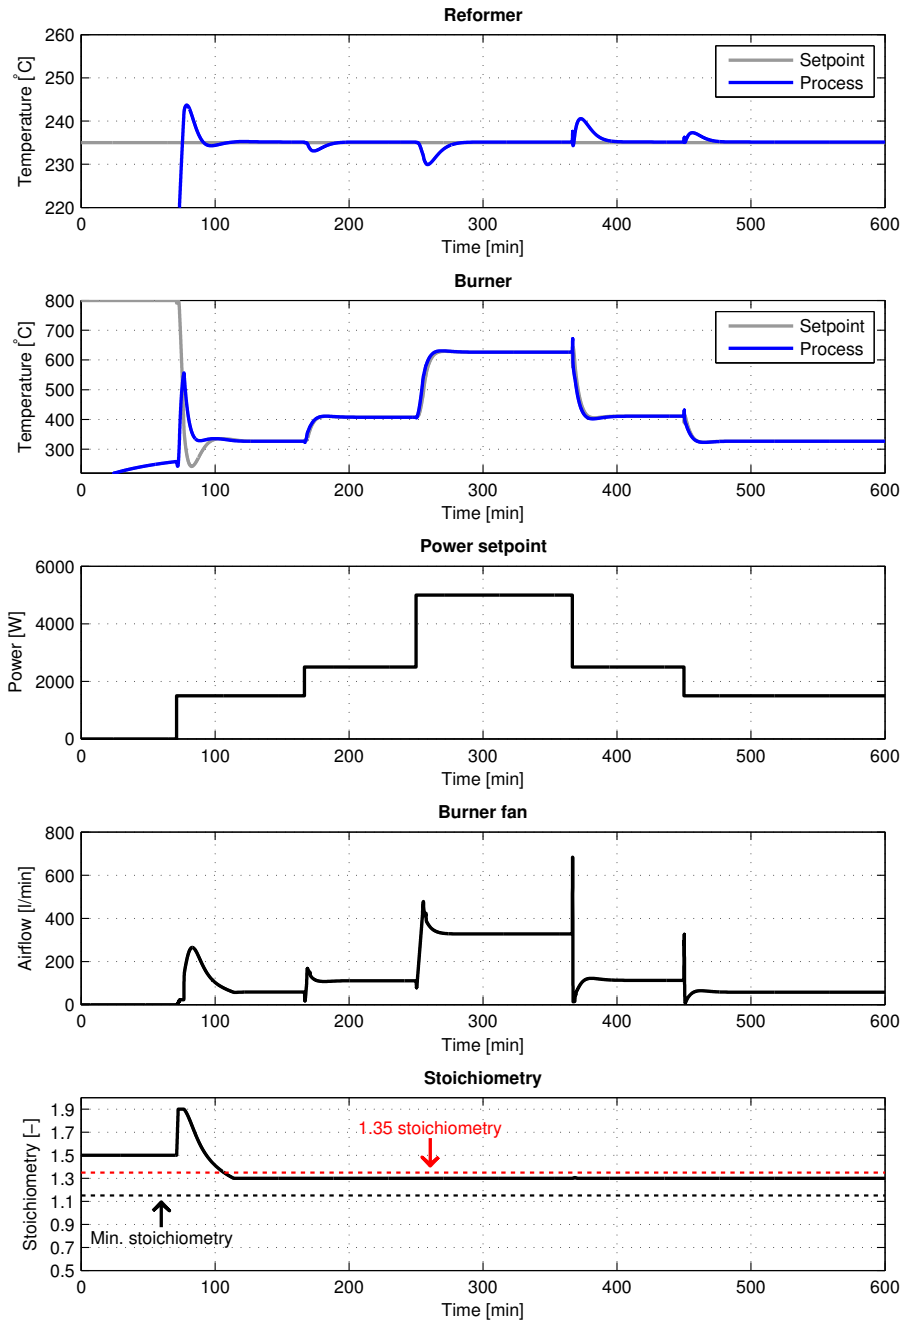 Reformer
Temperature [°C]
260
250
240
230
220
Setpoint
Process
0 100 200 300 400 500 600
Time [min]
Burner
Temperature [°C]
800
700
600
500
400
300
Setpoint
Process
0 100 200 300 400 500 600
Time [min]
Power setpoint
Power [W]
6000
4000
2000
0
0 100 200 300 400 500 600
Time [min]
Burner fan
Airflow [l/min]
800
600
400
200
0
0 100 200 300 400 500 600
Time [min]
Stoichiometry
Stoichiometry [−]
1.9
1.7
1.5
1.3
1.1
0.9
0.7
0.5
1.35 stoichiometry
Min. stoichiometry
0 100 200 300 400 500 600
Time [min]